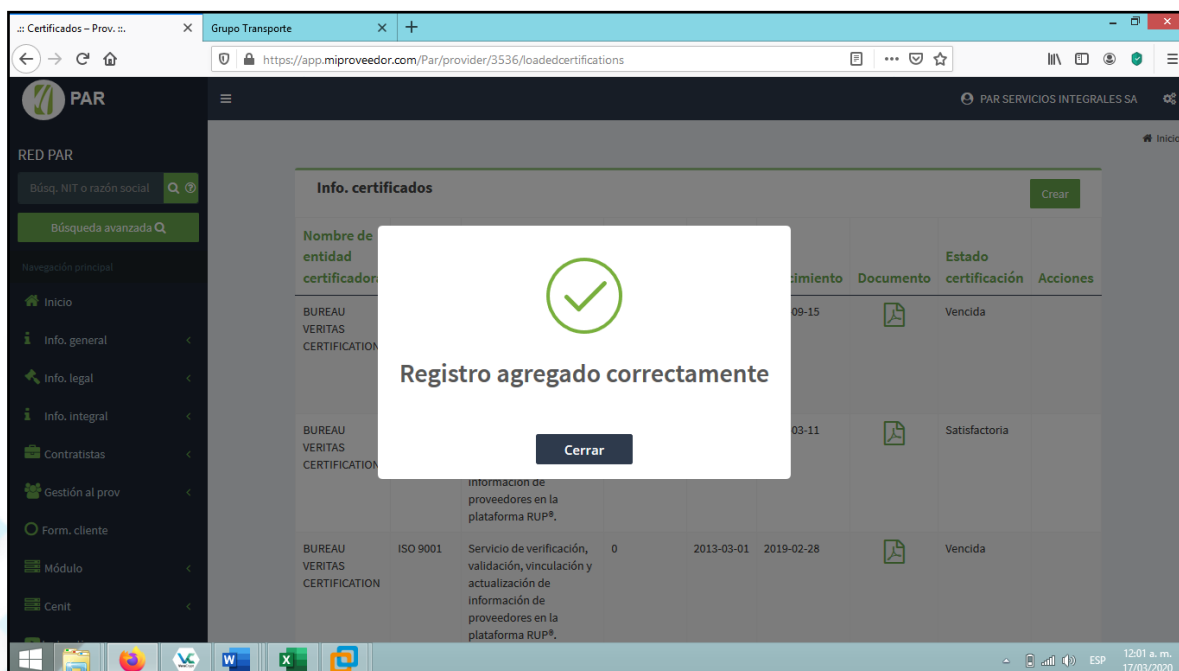 .:: Certificados – Prov. ::.
Grupo Transporte
https://app.miproveedor.com/Par/provider/3536/loadedcertifications
PAR
PAR SERVICIOS INTEGRALES SA
Inicio
RED PAR
Búsq. NIT o razón social
Búsqueda avanzada
Navegación principal
Inicio
Info. general
Info. legal
Info. integral
Contratistas
Gestión al prov
Form. cliente
Módulo
Cenit
Info. certificados
Crear
Nombre de
entidad
certificadora
Documento
Estado
certificación
Acciones
BUREAU
VERITAS
CERTIFICATION
09-15
Vencida
Registro agregado correctamente
Cerrar
BUREAU
VERITAS
CERTIFICATION
información de
proveedores en la
plataforma RUP®.
03-11
Satisfactoria
BUREAU
VERITAS
CERTIFICATION
ISO 9001
Servicio de verificación,
validación, vinculación y
actualización de
información de
proveedores en la
plataforma RUP®.
0
2013-03-01
2019-02-28
Vencida
ESP
12:01 a. m.
17/03/2020